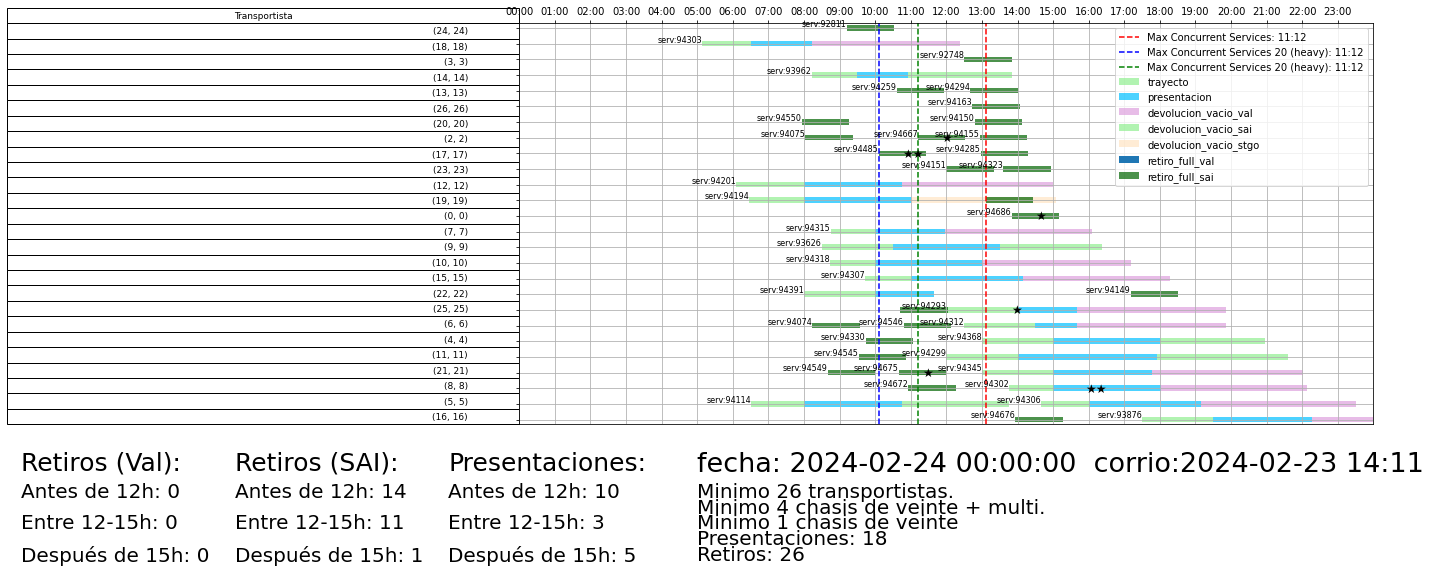 Transportista
00:00 01:00 02:00 03:00 04:00 05:00 06:00 07:00 08:00 09:00 10:00 11:00 12:00 13:00 14:00 15:00 16:00 17:00 18:00 19:00 20:00 21:00 22:00 23:00
(24, 24) serv:92811
(18, 18) serv:94303
(3, 3) serv:92748
(14, 14) serv:93962
(13, 13) serv:94259 serv:94294
(26, 26) serv:94163
(20, 20) serv:94550 serv:94150
(2, 2) serv:94075 serv:94667 serv:94155
(17, 17) serv:94485 serv:94285
(23, 23) serv:94151 serv:94323
(12, 12) serv:94201
(19, 19) serv:94194
(0, 0) serv:94686
(7, 7) serv:94315
(9, 9) serv:93626
(10, 10) serv:94318
(15, 15) serv:94307
(22, 22) serv:94391 serv:94149
(25, 25) serv:94293
(6, 6) serv:94074 serv:94546 serv:94312
(4, 4) serv:94330 serv:94368
(11, 11) serv:94545 serv:94299
(21, 21) serv:94549 serv:94675 serv:94345
(8, 8) serv:94672 serv:94302
(5, 5) serv:94114 serv:94306
(16, 16) serv:94676 serv:93876
Max Concurrent Services: 11:12
Max Concurrent Services 20 (heavy): 11:12
Max Concurrent Services 20 (heavy): 11:12
trayecto
presentacion
devolucion_vacio_val
devolucion_vacio_sai
devolucion_vacio_stgo
retiro_full_val
retiro_full_sai
Retiros (Val):
Antes de 12h: 0
Entre 12-15h: 0
Después de 15h: 0
Retiros (SAI):
Antes de 12h: 14
Entre 12-15h: 11
Después de 15h: 1
Presentaciones:
Antes de 12h: 10
Entre 12-15h: 3
Después de 15h: 5
fecha: 2024-02-24 00:00:00 corrio:2024-02-23 14:11
Minimo 26 transportistas.
Minimo 4 chasis de veinte + multi.
Minimo 1 chasis de veinte
Presentaciones: 18
Retiros: 26